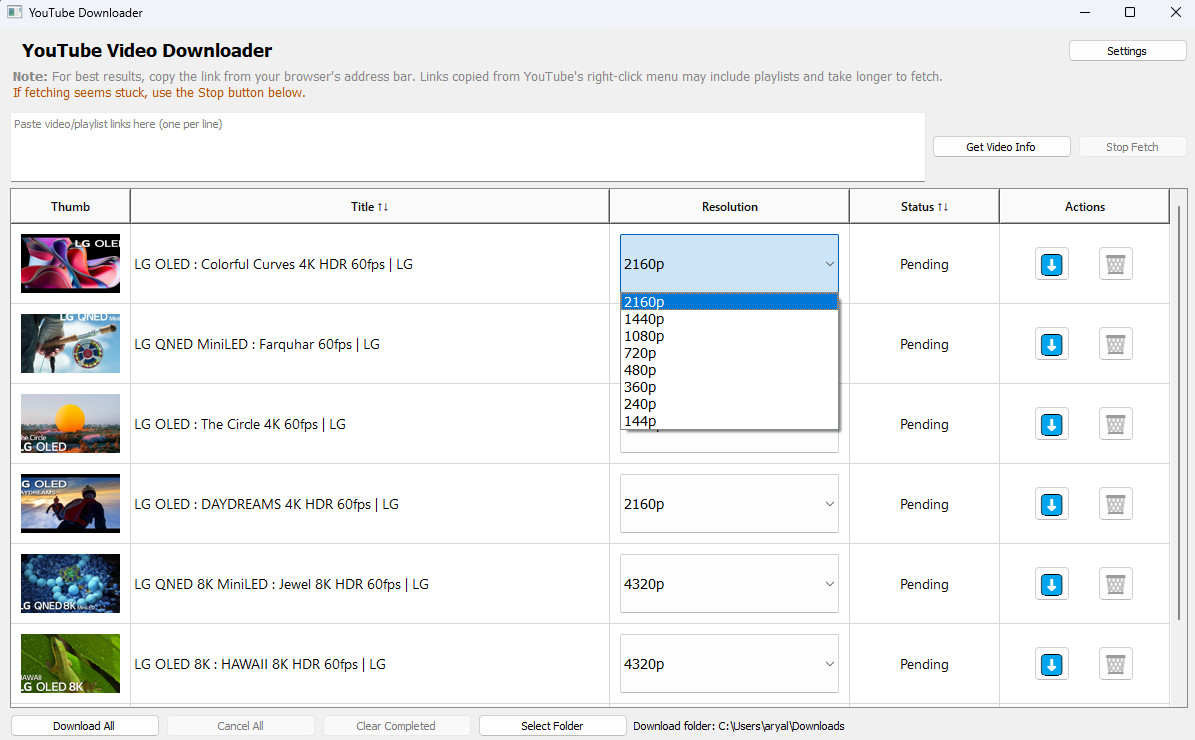 YouTube Downloader
YouTube Video Downloader
Settings
Note: For best results, copy the link from your browser's address bar. Links copied from YouTube's right-click menu may include playlists and take longer to fetch.
If fetching seems stuck, use the Stop button below.
Paste video/playlist links here (one per line)
Get Video Info
Stop Fetch
Thumb
Title ↑↓
Resolution
Status ↑↓
Actions
LG OLE
LG OLED : Colorful Curves 4K HDR 60fps | LG
2160p
Pending
2160p
1440p
1080p
720p
480p
360p
240p
144p
LG QNED
LG QNED MiniLED : Farquhar 60fps | LG
Pending
The Circle
LG OLED
LG OLED : The Circle 4K 60fps | LG
Pending
G OLED
DAYDREAMS
LG OLED : DAYDREAMS 4K HDR 60fps | LG
2160p
Pending
LG QNED8K MiniLED
LG QNED 8K MiniLED : Jewel 8K HDR 60fps | LG
4320p
Pending
HAWAII
LG OLED 8K
LG OLED 8K : HAWAII 8K HDR 60fps | LG
4320p
Pending
Download All
Cancel All
Clear Completed
Select Folder
Download folder: C:\Users\aryal\Downloads